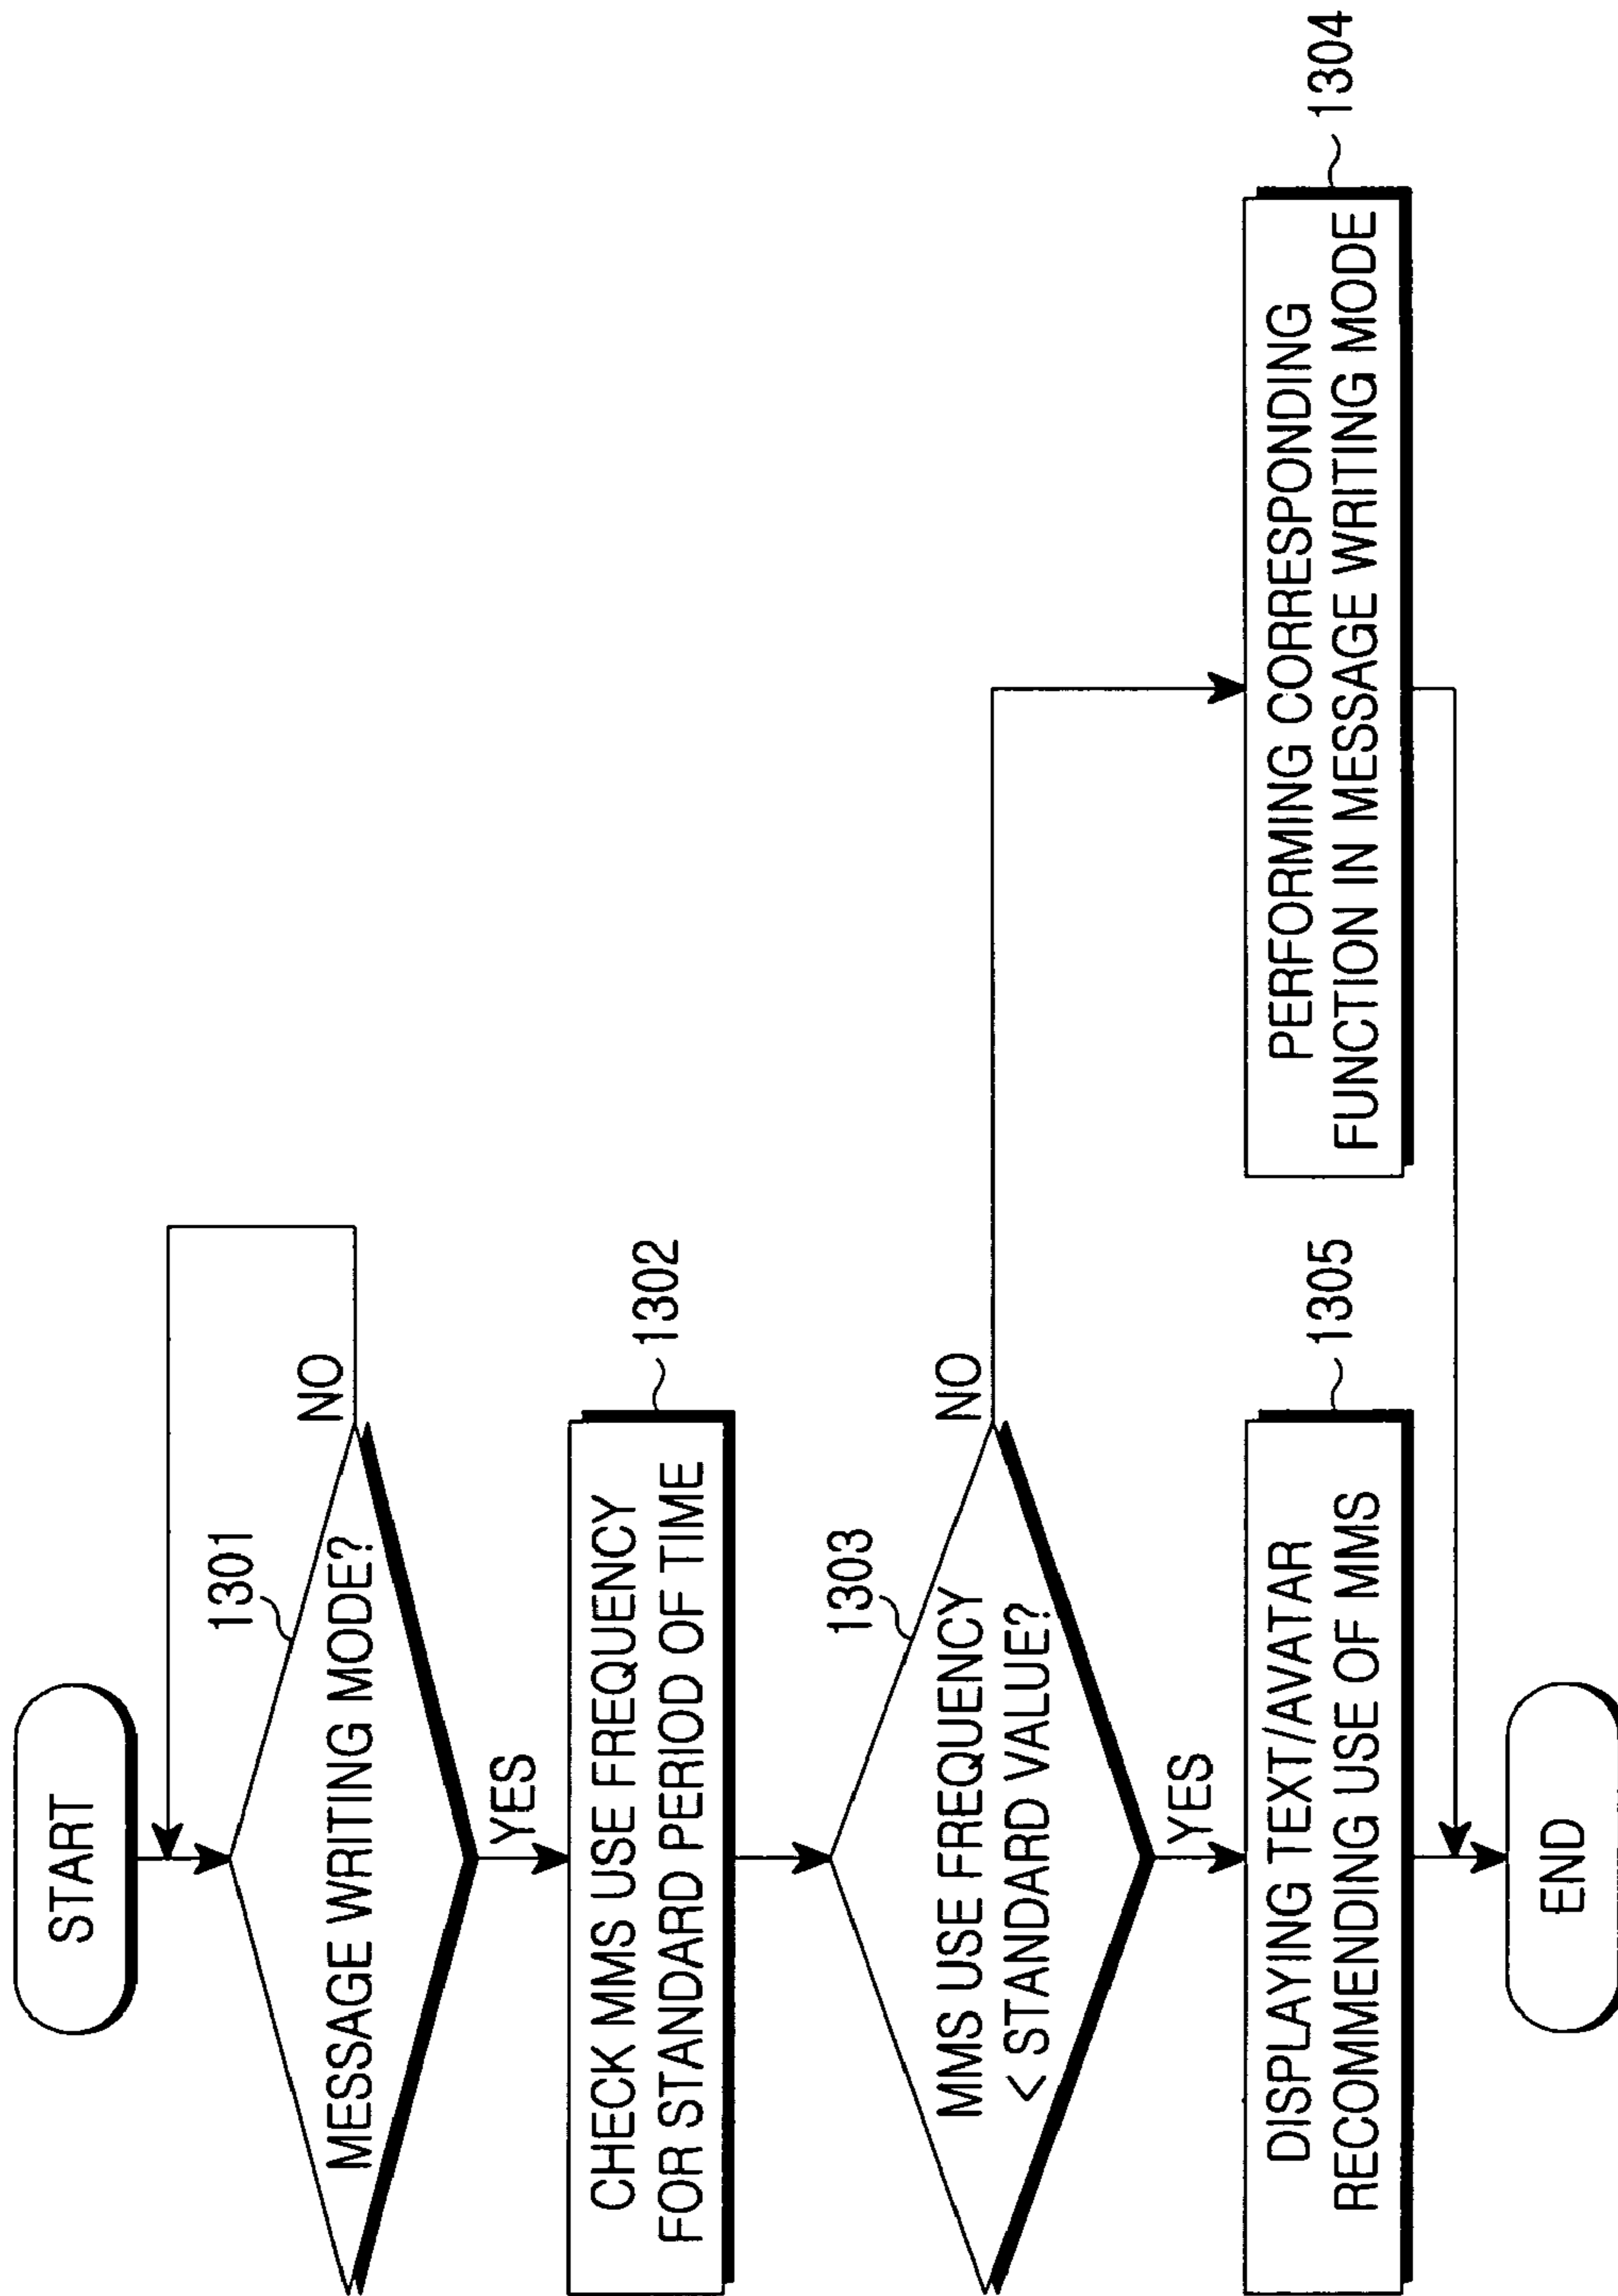 START
1301
MESSAGE WRITING MODE?
NO
YES
CHECK MMS USE FREQUENCY
FOR STANDARD PERIOD OF TIME
1302
1303
MMS USE FREQUENCY
< STANDARD VALUE?
NO
YES
DISPLAYING TEXT/AVATAR
RECOMMENDING USE OF MMS
1305
PERFORMING CORRESPONDING
FUNCTION IN MESSAGE WRITING MODE
1304
END